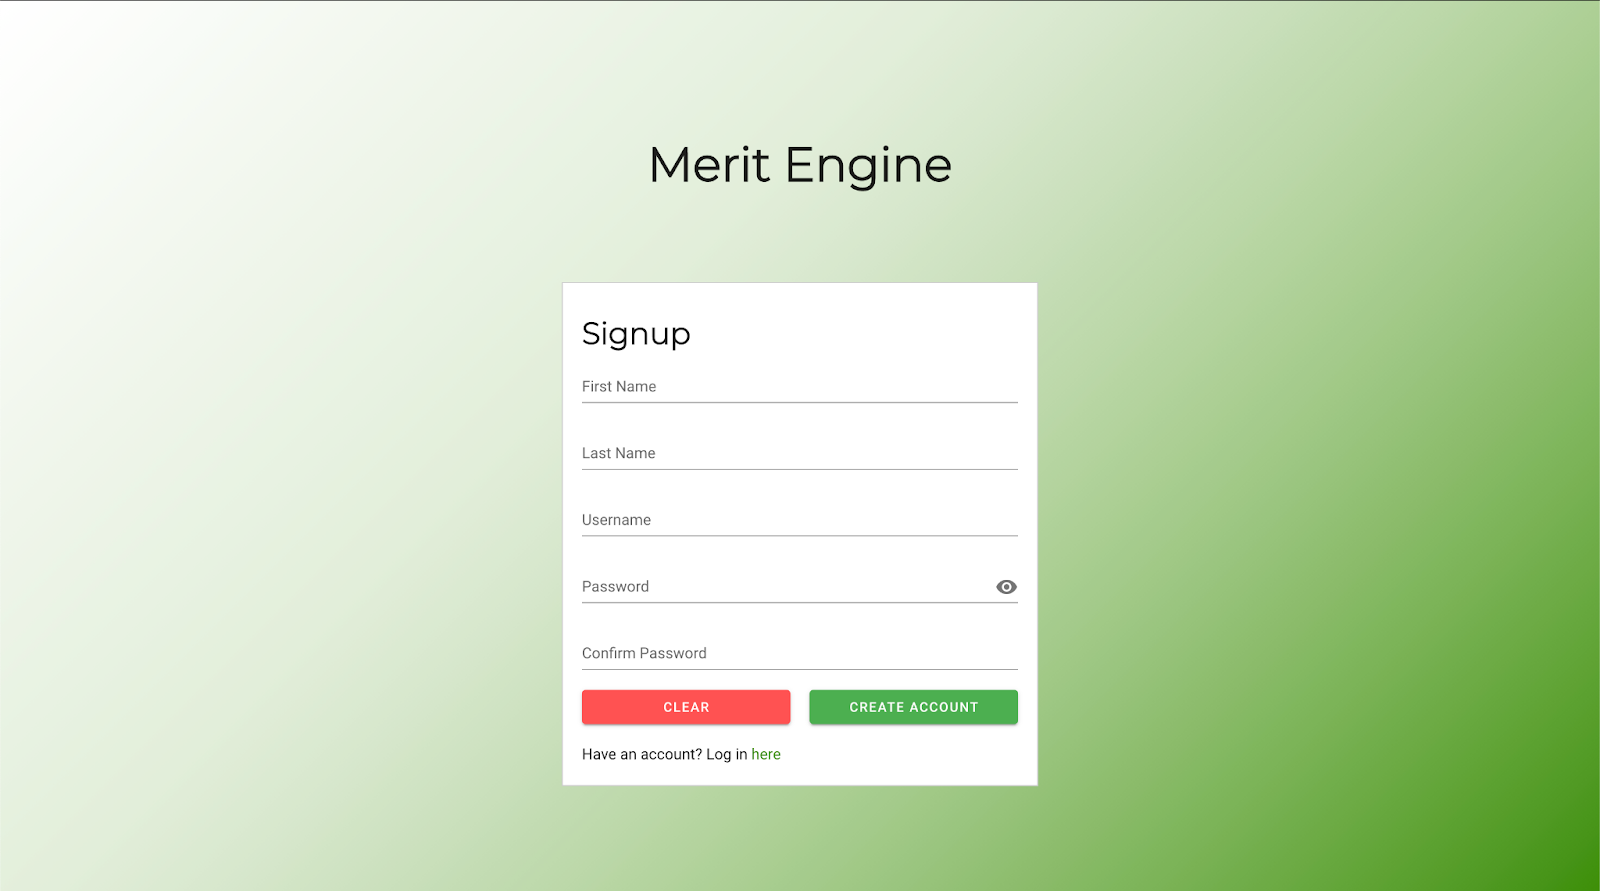 Merit Engine
Signup
First Name
Last Name
Username
Password
Confirm Password
CLEAR
CREATE ACCOUNT
Have an account? Log in here